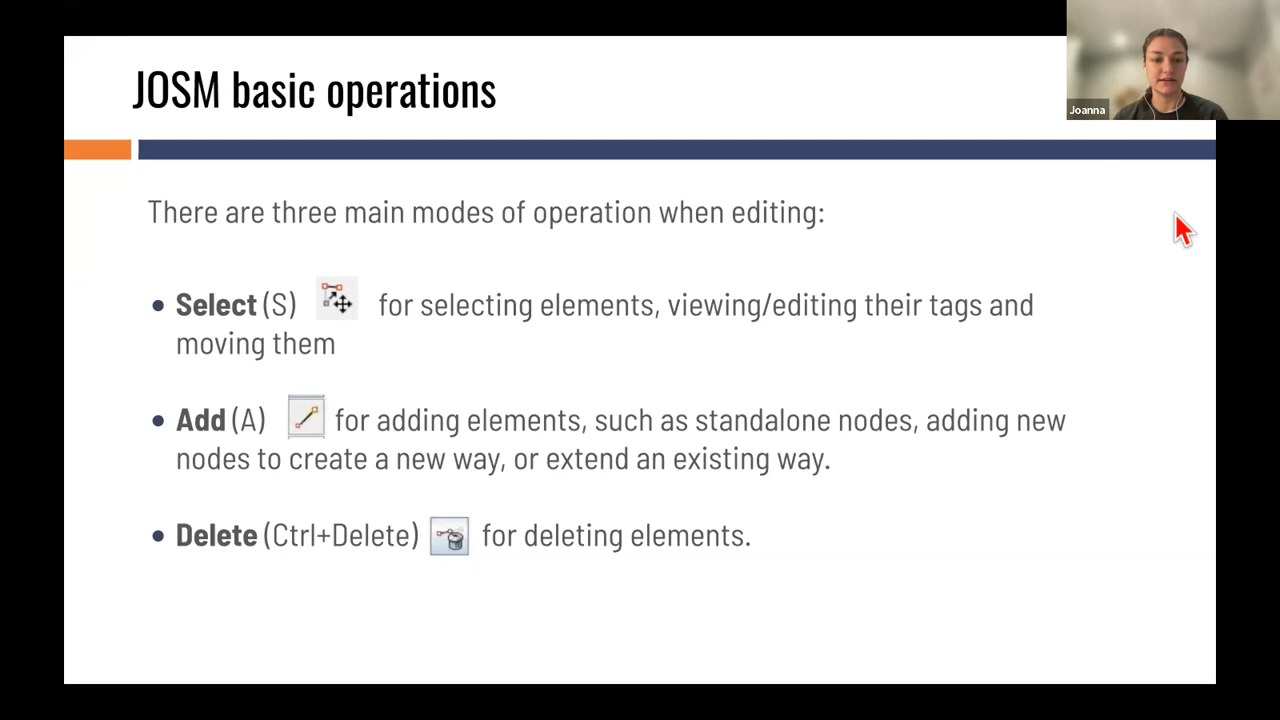 JOSM basic operations
Joanna
There are three main modes of operation when editing:
• Select (S) for selecting elements, viewing/editing their tags and
moving them
• Add (A) for adding elements, such as standalone nodes, adding new
nodes to create a new way, or extend an existing way.
• Delete (Ctrl+Delete) for deleting elements.